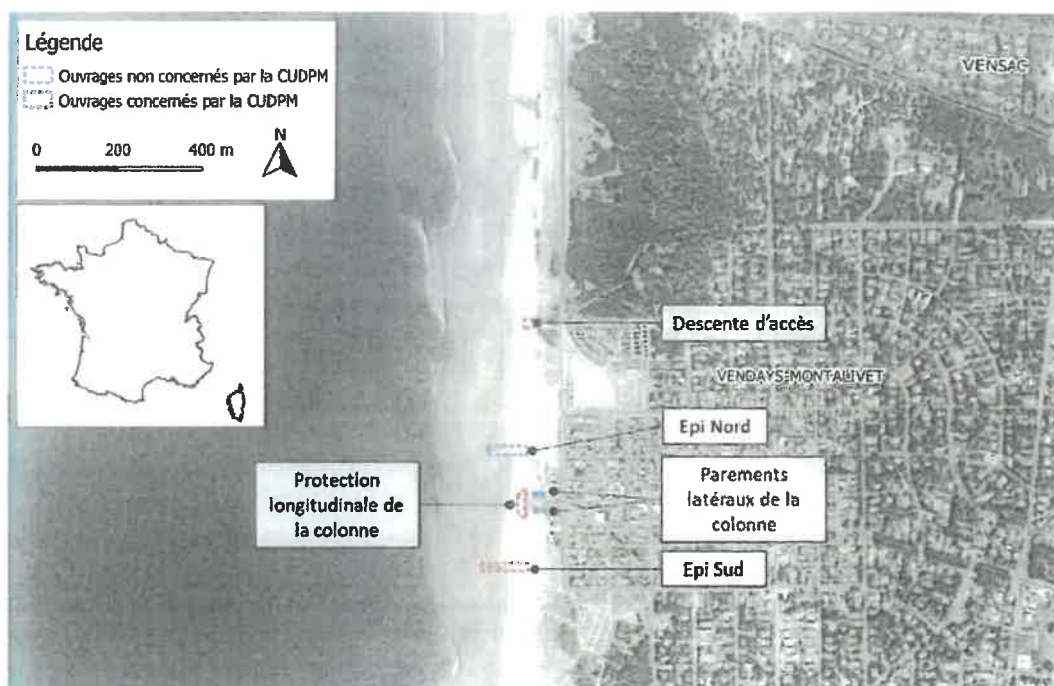 Légende
Ouvrages non concernés par la CUDPM
Ouvrages concernés par la CUDPM
0 200 400 m
N
VENSAC
Descente d'accès
VENDAYS-MONTALIVET
Epi Nord
Protection
longitudinale de
la colonne
Parements
latéraux de la
colonne
Epi Sud